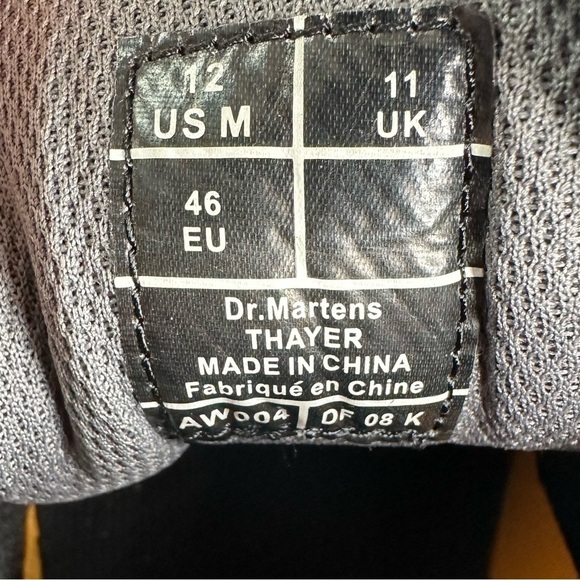 12 11
US M UK
46
EU
Dr.Martens
THAYER
MADE IN CHINA
Fabriqué en Chine
AW004 DF 08 K